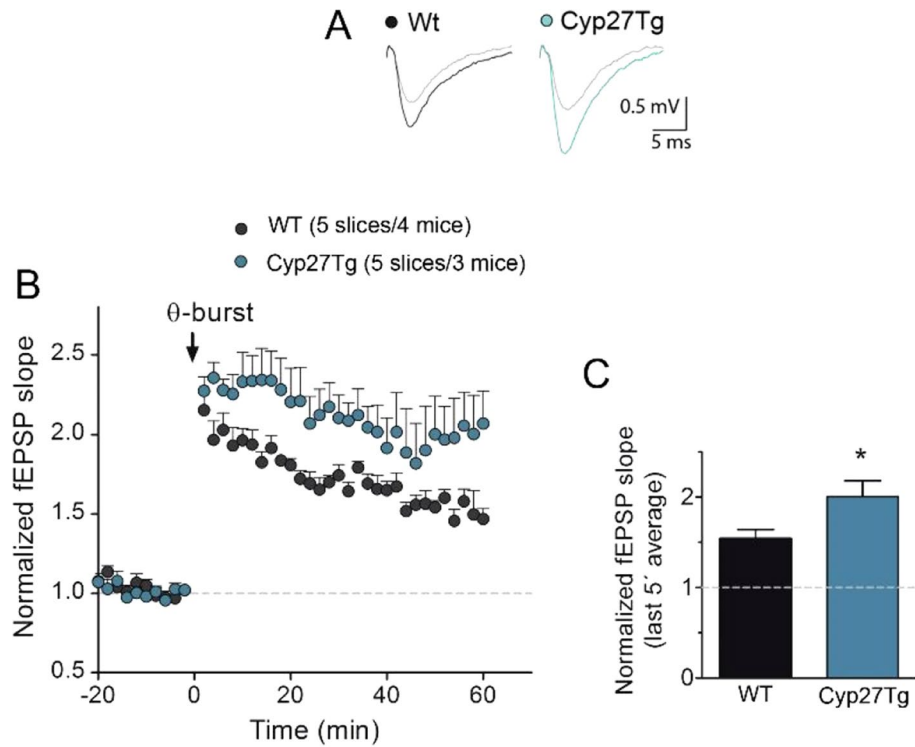 A
Wt
Cyp27Tg
0.5 mV
5 ms
WT (5 slices/4 mice)
Cyp27Tg (5 slices/3 mice)
B
θ-burst
Normalized fEPSP slope
2.5
2.0
1.5
1.0
0.5
-20
0
20
40
60
Time (min)
C
*
Normalized fEPSP slope
(last 5´ average)
2
1
0
WT
Cyp27Tg